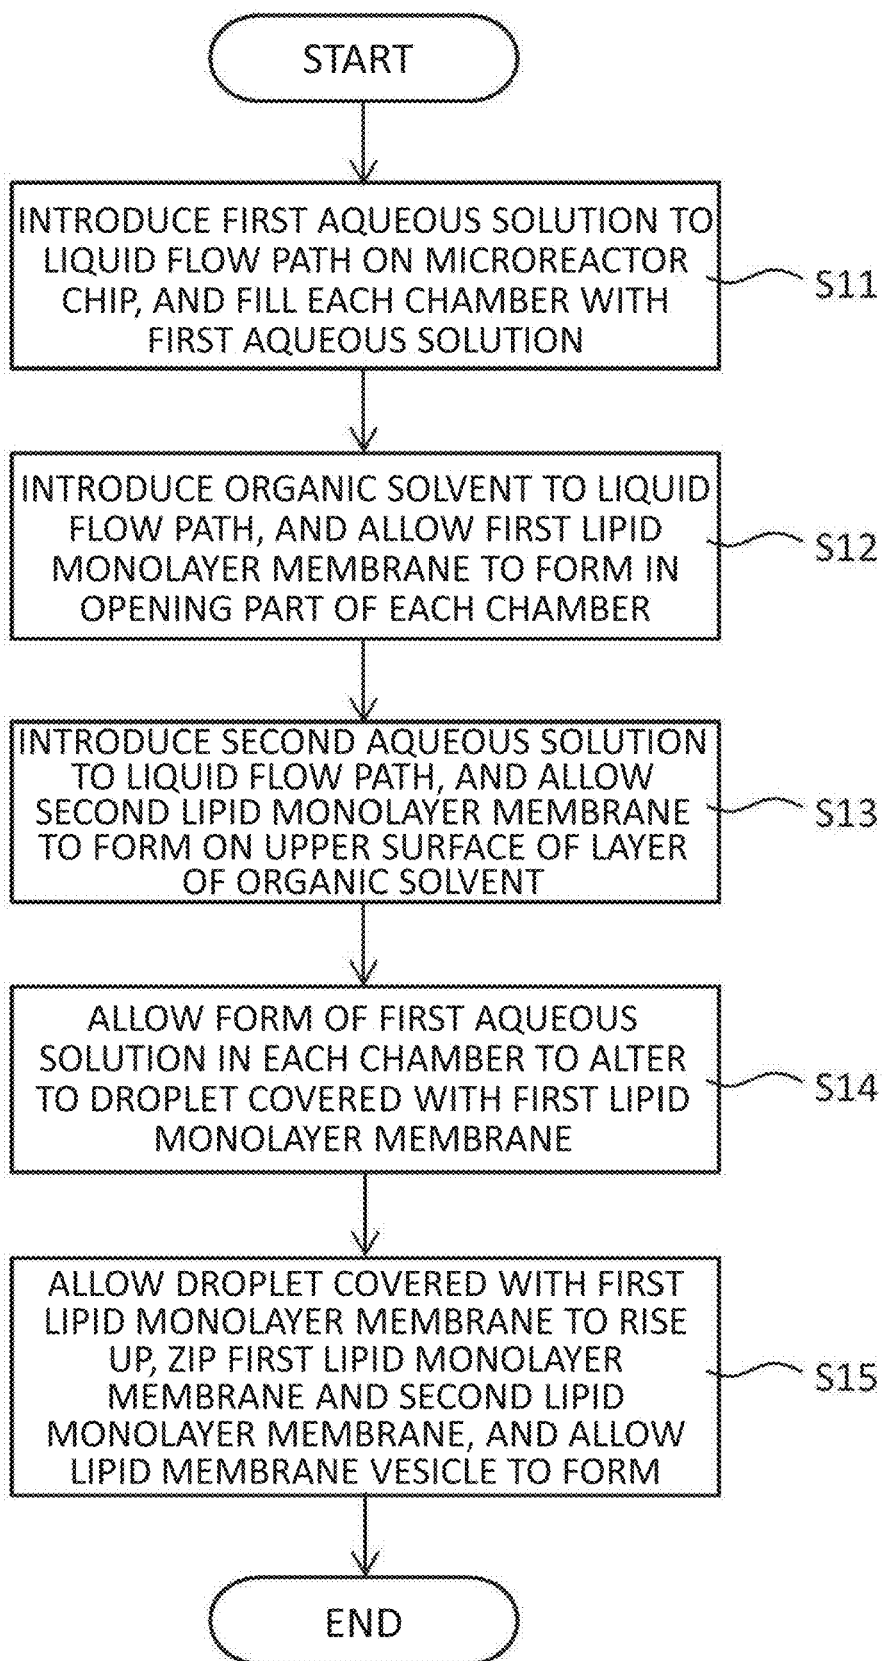 START
INTRODUCE FIRST AQUEOUS SOLUTION TO
LIQUID FLOW PATH ON MICROREACTOR
CHIP, AND FILL EACH CHAMBER WITH
FIRST AQUEOUS SOLUTION
S11
INTRODUCE ORGANIC SOLVENT TO LIQUID
FLOW PATH, AND ALLOW FIRST LIPID
MONOLAYER MEMBRANE TO FORM IN
OPENING PART OF EACH CHAMBER
S12
INTRODUCE SECOND AQUEOUS SOLUTION
TO LIQUID FLOW PATH, AND ALLOW
SECOND LIPID MONOLAYER MEMBRANE
TO FORM ON UPPER SURFACE OF LAYER
OF ORGANIC SOLVENT
S13
ALLOW FORM OF FIRST AQUEOUS
SOLUTION IN EACH CHAMBER TO ALTER
TO DROPLET COVERED WITH FIRST LIPID
MONOLAYER MEMBRANE
S14
ALLOW DROPLET COVERED WITH FIRST
LIPID MONOLAYER MEMBRANE TO RISE
UP, ZIP FIRST LIPID MONOLAYER
MEMBRANE AND SECOND LIPID
MONOLAYER MEMBRANE, AND ALLOW
LIPID MEMBRANE VESICLE TO FORM
S15
END